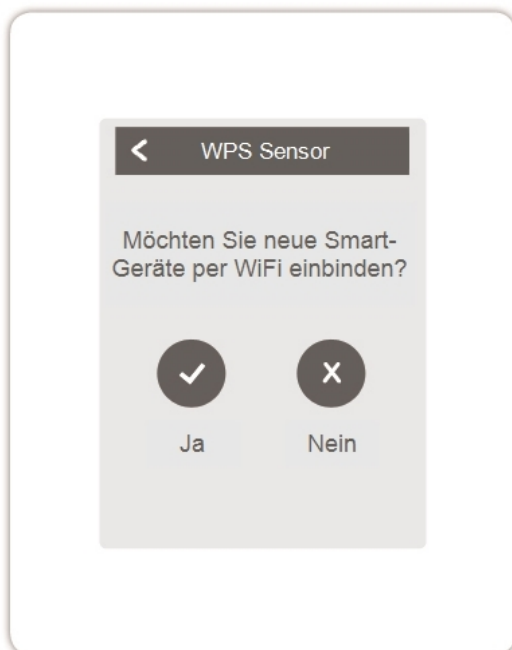 WPS Sensor
Möchten Sie neue Smart-
Geräte per WiFi einbinden?
Ja
Nein